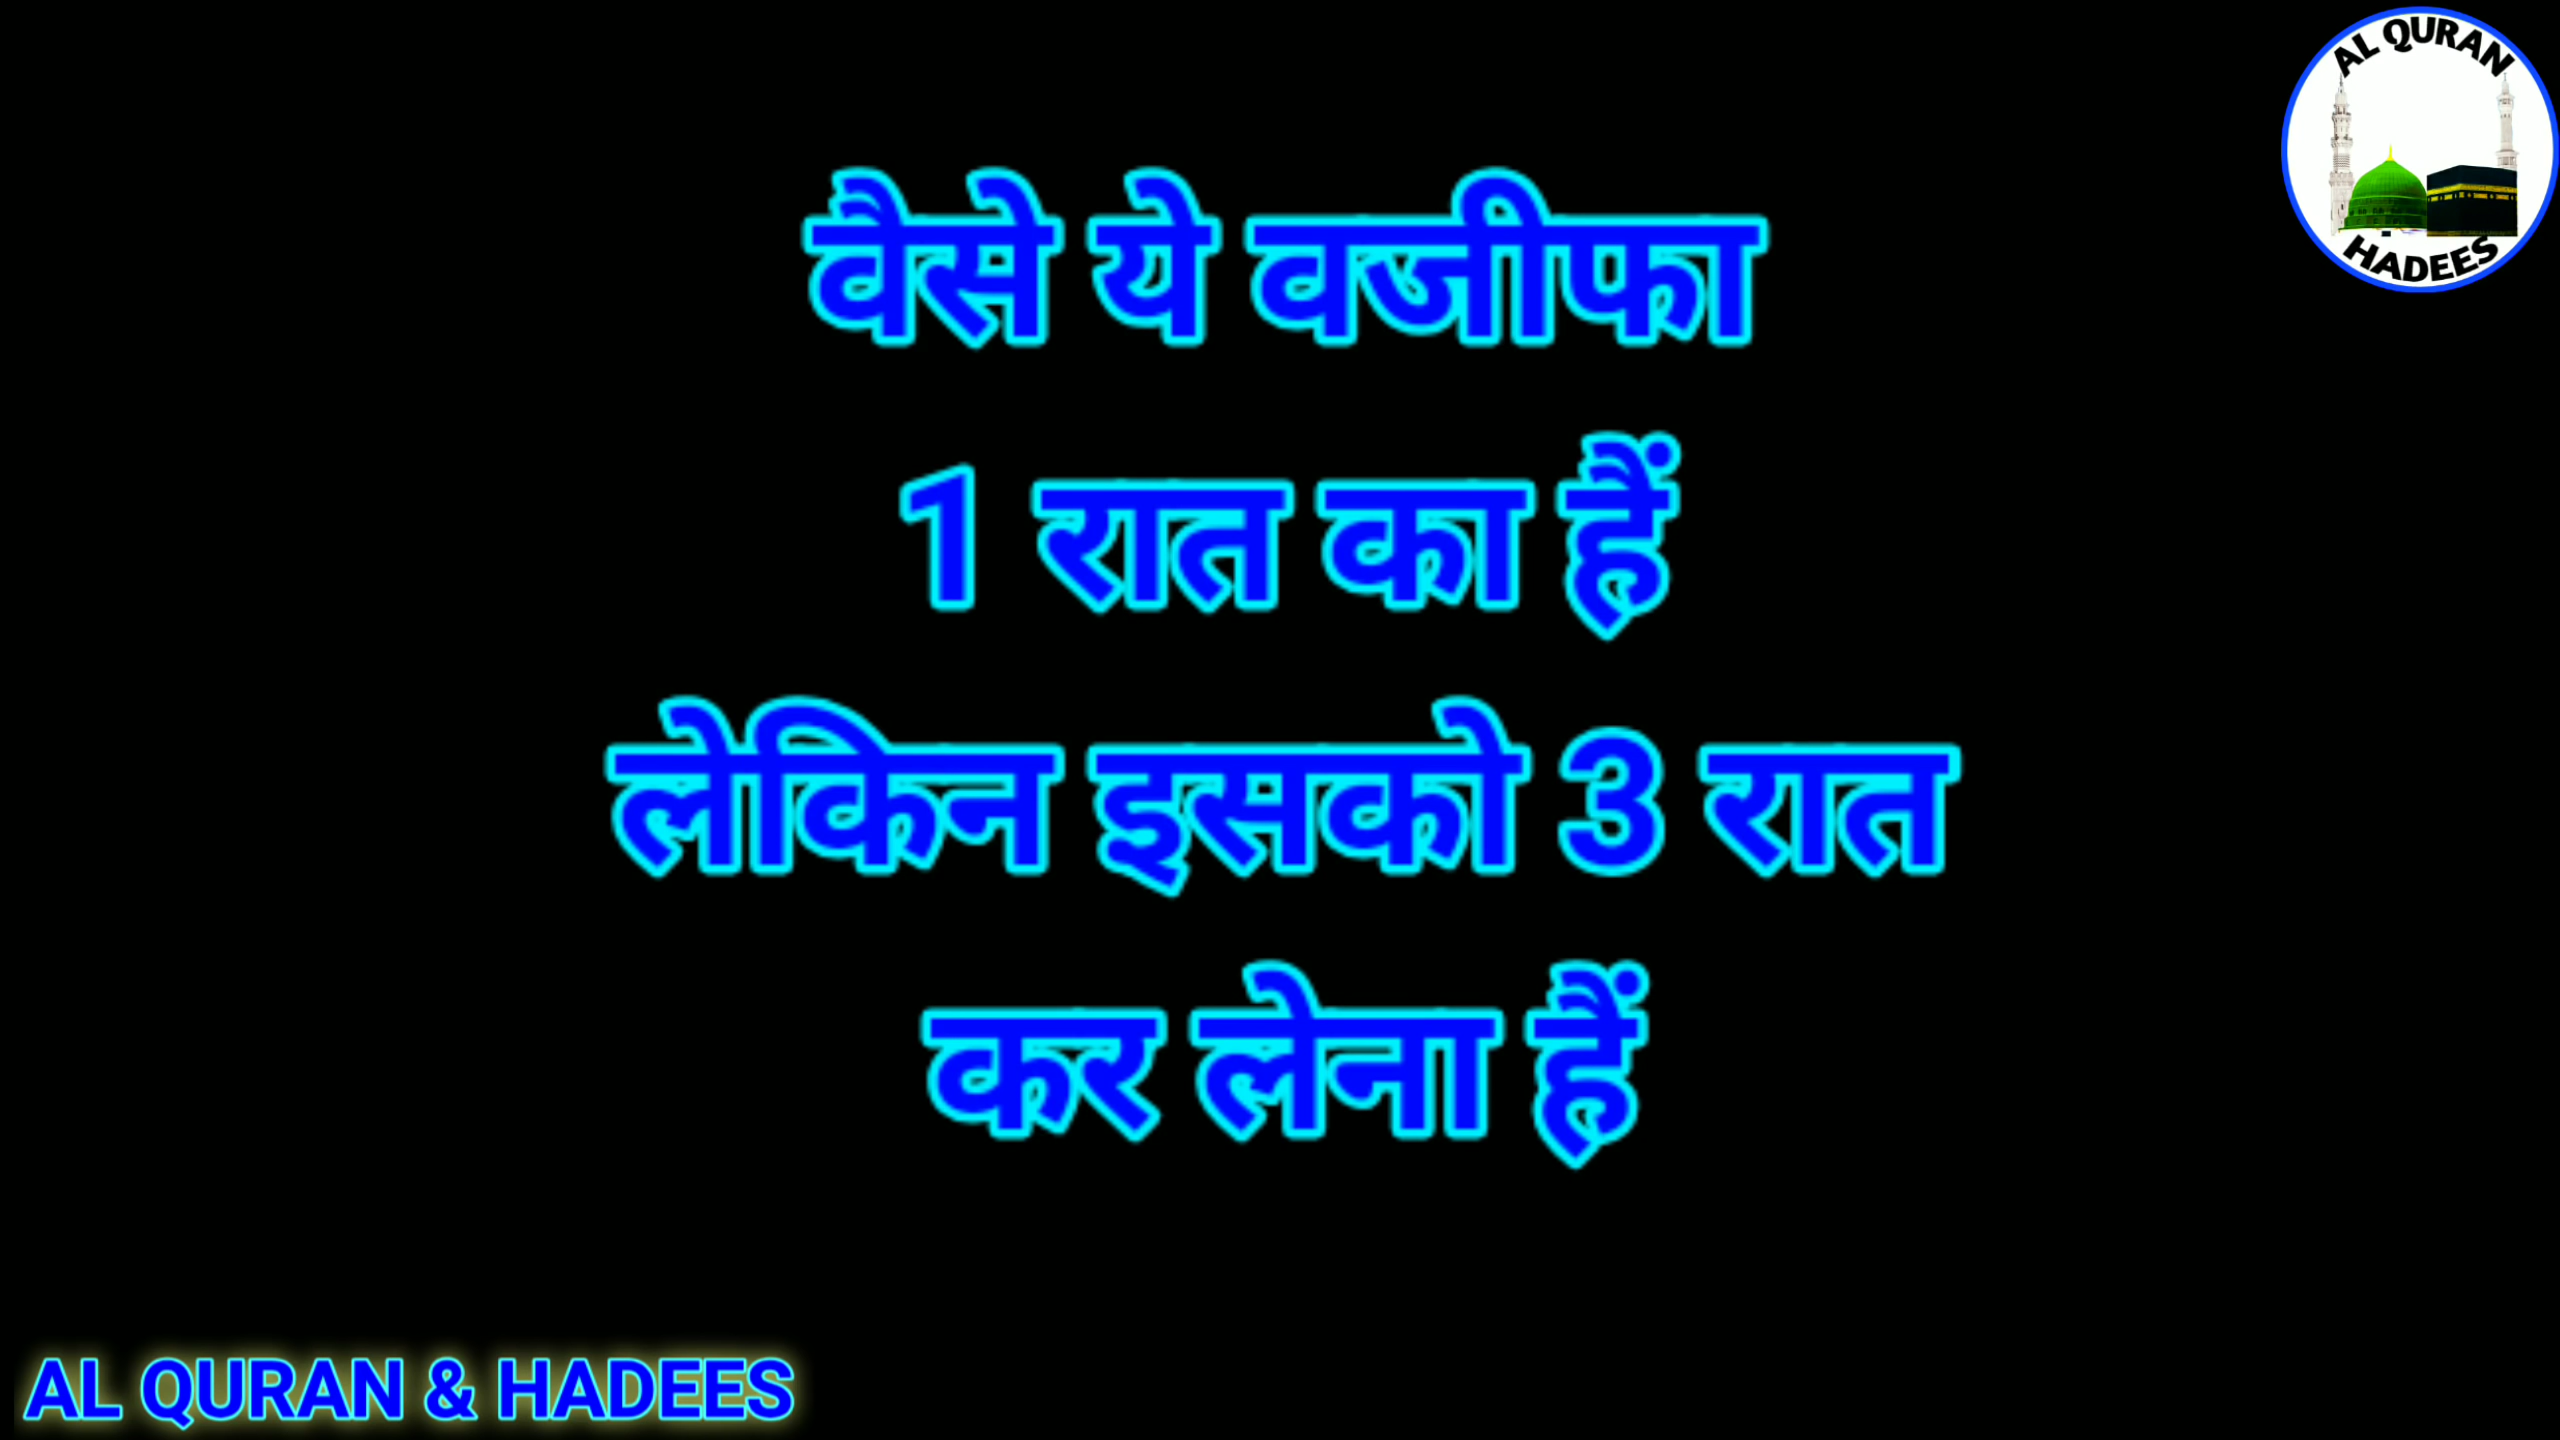 AL QURAN
HADEES
वैसे ये वजीफा
1 रात का हैं
लेकिन इसको 3 रात
कर लेना हैं
AL QURAN & HADEES